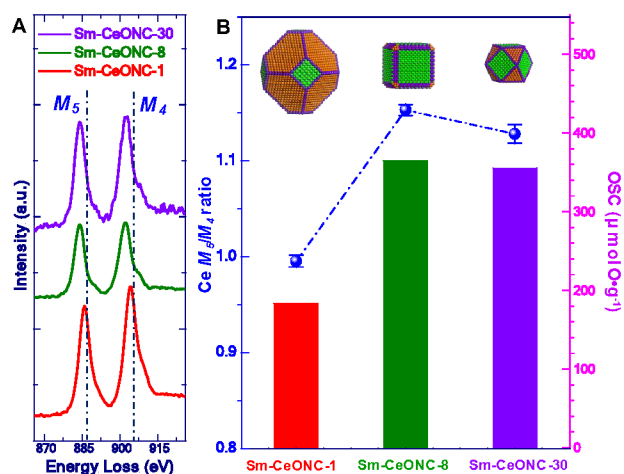 A
Sm-CeONC-30
Sm-CeONC-8
Sm-CeONC-1
M5
M4
Intensity (a.u.)
870 885 900 915
Energy Loss (eV)
B
1.2
1.1
1.0
0.9
0.8
Ce M5/M4 ratio
500
400
300
200
100
0
OSC (μmol O•g-1)
Sm-CeONC-1
Sm-CeONC-8
Sm-CeONC-30